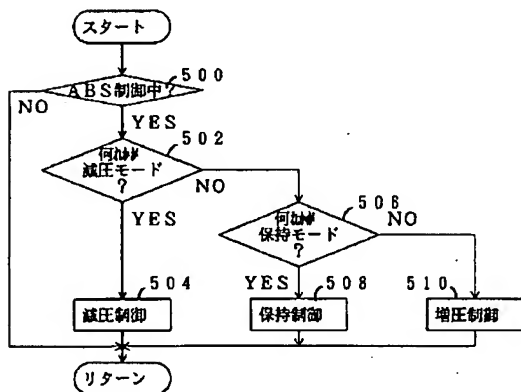 スタート
500
ABS制御中?
NO
YES
502
減圧モード
?
NO
YES
506
保持モード
?
NO
YES
504
508
510
減圧制御
保持制御
増圧制御
リターン